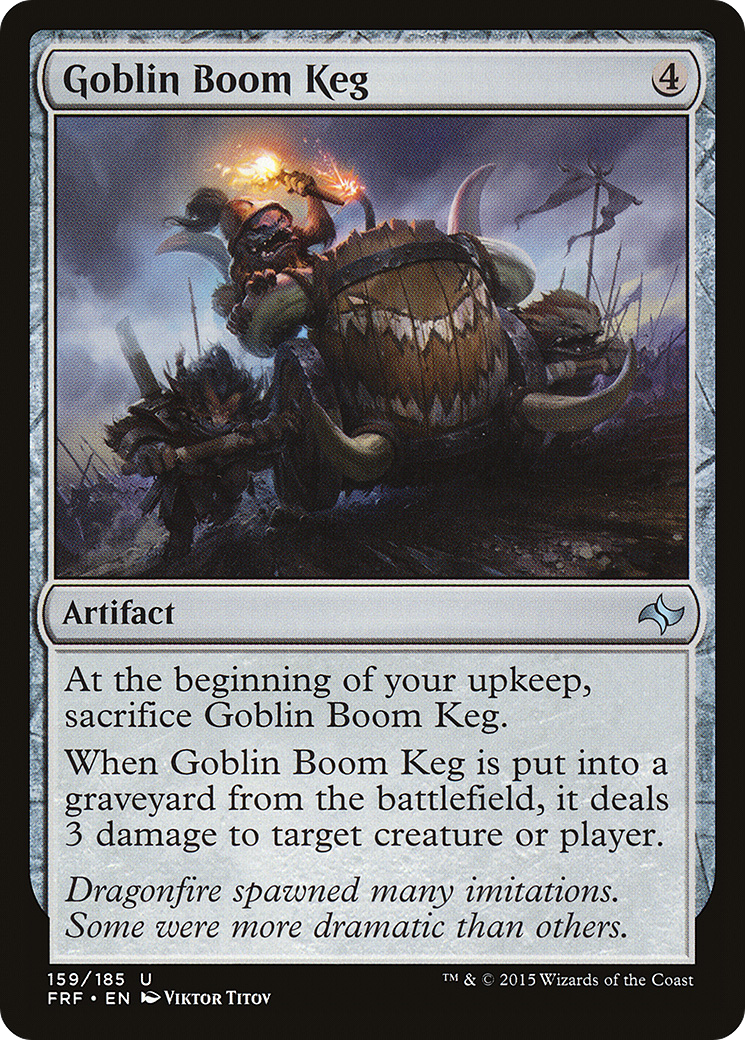 Goblin Boom Keg 4
Artifact
At the beginning of your upkeep,
sacrifice Goblin Boom Keg.
When Goblin Boom Keg is put into a
graveyard from the battlefield, it deals
3 damage to target creature or player.
Dragonfire spawned many imitations.
Some were more dramatic than others.
159/185 U
FRF • EN Viktor Titov
™ & © 2015 Wizards of the Coast